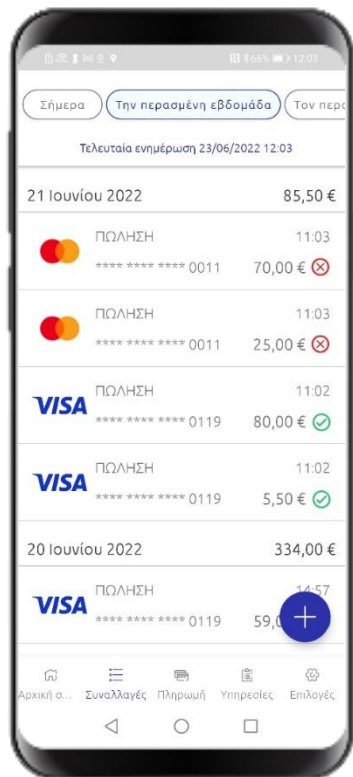 66% 12:03
Σήμερα Την περασμένη εβδομάδα Τον περ
Τελευταία ενημέρωση 23/06/2022 12:03
21 Ιουνίου 2022 85,50 €
ΠΩΛΗΣΗ 11:03
**** **** **** 0011 70,00 €
ΠΩΛΗΣΗ 11:03
**** **** **** 0011 25,00 €
ΠΩΛΗΣΗ 11:02
VISA
**** **** **** 0119 80,00 €
ΠΩΛΗΣΗ 11:02
VISA
**** **** **** 0119 5,50 €
20 Ιουνίου 2022 334,00 €
ΠΩΛΗΣΗ 14:57
VISA
**** **** **** 0119 59,0
Αρχική σ... Συναλλαγές Πληρωμή Υπηρεσίες Επιλογές